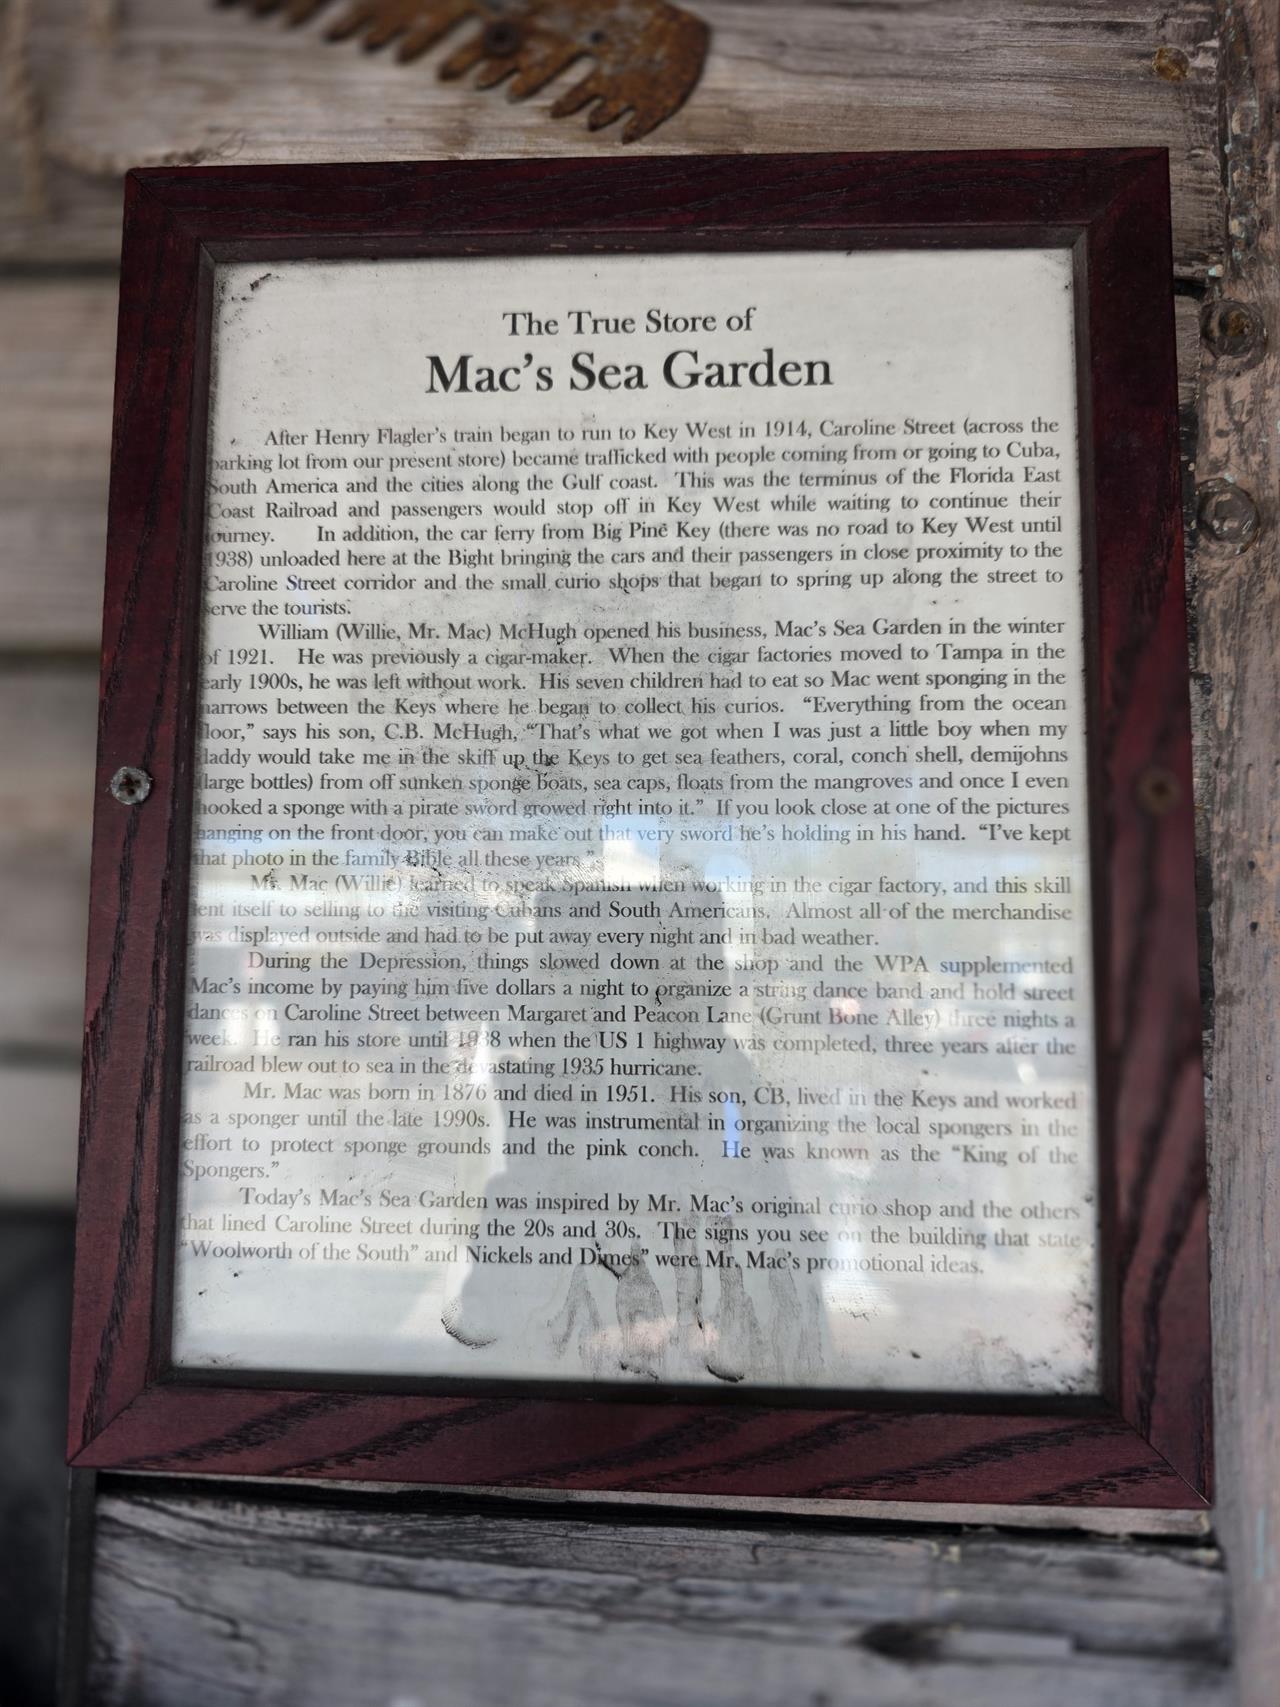 The True Store of
Mac's Sea Garden
After Henry Flagler's train began to run to Key West in 1914, Caroline Street (across the
parking lot from our present store) became trafficked with people coming from or going to Cuba,
South America and the cities along the Gulf coast. This was the terminus of the Florida East
Coast Railroad and passengers would stop off in Key West while waiting to continue their
journey. In addition, the car ferry from Big Pine Key (there was no road to Key West until
1938) unloaded here at the Bight bringing the cars and their passengers in close proximity to the
Caroline Street corridor and the small curio shops that began to spring up along the street to
serve the tourists.
William (Willie, Mr. Mac) McHugh opened his business, Mac's Sea Garden in the winter
of 1921. He was previously a cigar-maker. When the cigar factories moved to Tampa in the
early 1900s, he was left without work. His seven children had to eat so Mac went sponging in the
narrows between the Keys where he began to collect his curios. "Everything from the ocean
floor," says his son, C.B. McHugh, "That's what we got when I was just a little boy when my
daddy would take me in the skiff up the Keys to get sea feathers, coral, conch shell, demijohns
(large bottles) from off sunken sponge boats, sea caps, floats from the mangroves and once I even
hooked a sponge with a pirate sword growed right into it." If you look close at one of the pictures
hanging on the front door, you can make out that very sword he's holding in his hand. "I've kept
that photo in the family Bible all these years."
Mr. Mac (Willie) learned to speak Spanish when working in the cigar factory, and this skill
lent itself to selling to the visiting Cubans and South Americans. Almost all of the merchandise
was displayed outside and had to be put away every night and in bad weather.
During the Depression, things slowed down at the shop and the WPA supplemented
Mac's income by paying him five dollars a night to organize a string dance band and hold street
dances on Caroline Street between Margaret and Peacon Lane (Grunt Bone Alley) three nights a
week. He ran his store until 1938 when the US 1 highway was completed, three years after the
railroad blew out to sea in the devastating 1935 hurricane.
Mr. Mac was born in 1876 and died in 1951. His son, CB, lived in the Keys and worked
as a sponger until the late 1990s. He was instrumental in organizing the local spongers in the
effort to protect sponge grounds and the pink conch. He was known as the "King of the
Spongers."
Today's Mac's Sea Garden was inspired by Mr. Mac's original curio shop and the others
that lined Caroline Street during the 20s and 30s. The signs you see on the building that state
"Woolworth of the South" and Nickels and Dimes" were Mr. Mac's promotional ideas.